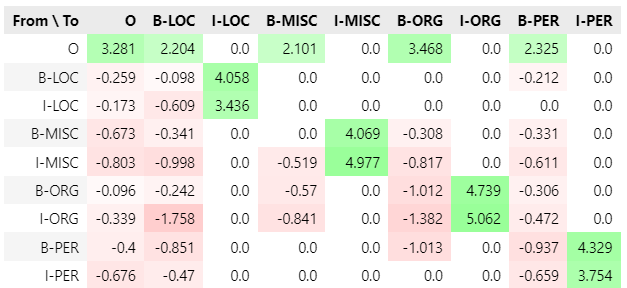 From \ To O B-LOC I-LOC B-MISC I-MISC B-ORG I-ORG B-PER I-PER
O 3.281 2.204 0.0 2.101 0.0 3.468 0.0 2.325 0.0
B-LOC -0.259 -0.098 4.058 0.0 0.0 0.0 0.0 -0.212 0.0
I-LOC -0.173 -0.609 3.436 0.0 0.0 0.0 0.0 0.0 0.0
B-MISC -0.673 -0.341 0.0 0.0 4.069 -0.308 0.0 -0.331 0.0
I-MISC -0.803 -0.998 0.0 -0.519 4.977 -0.817 0.0 -0.611 0.0
B-ORG -0.096 -0.242 0.0 -0.57 0.0 -1.012 4.739 -0.306 0.0
I-ORG -0.339 -1.758 0.0 -0.841 0.0 -1.382 5.062 -0.472 0.0
B-PER -0.4 -0.851 0.0 0.0 0.0 -1.013 0.0 -0.937 4.329
I-PER -0.676 -0.47 0.0 0.0 0.0 0.0 0.0 -0.659 3.754